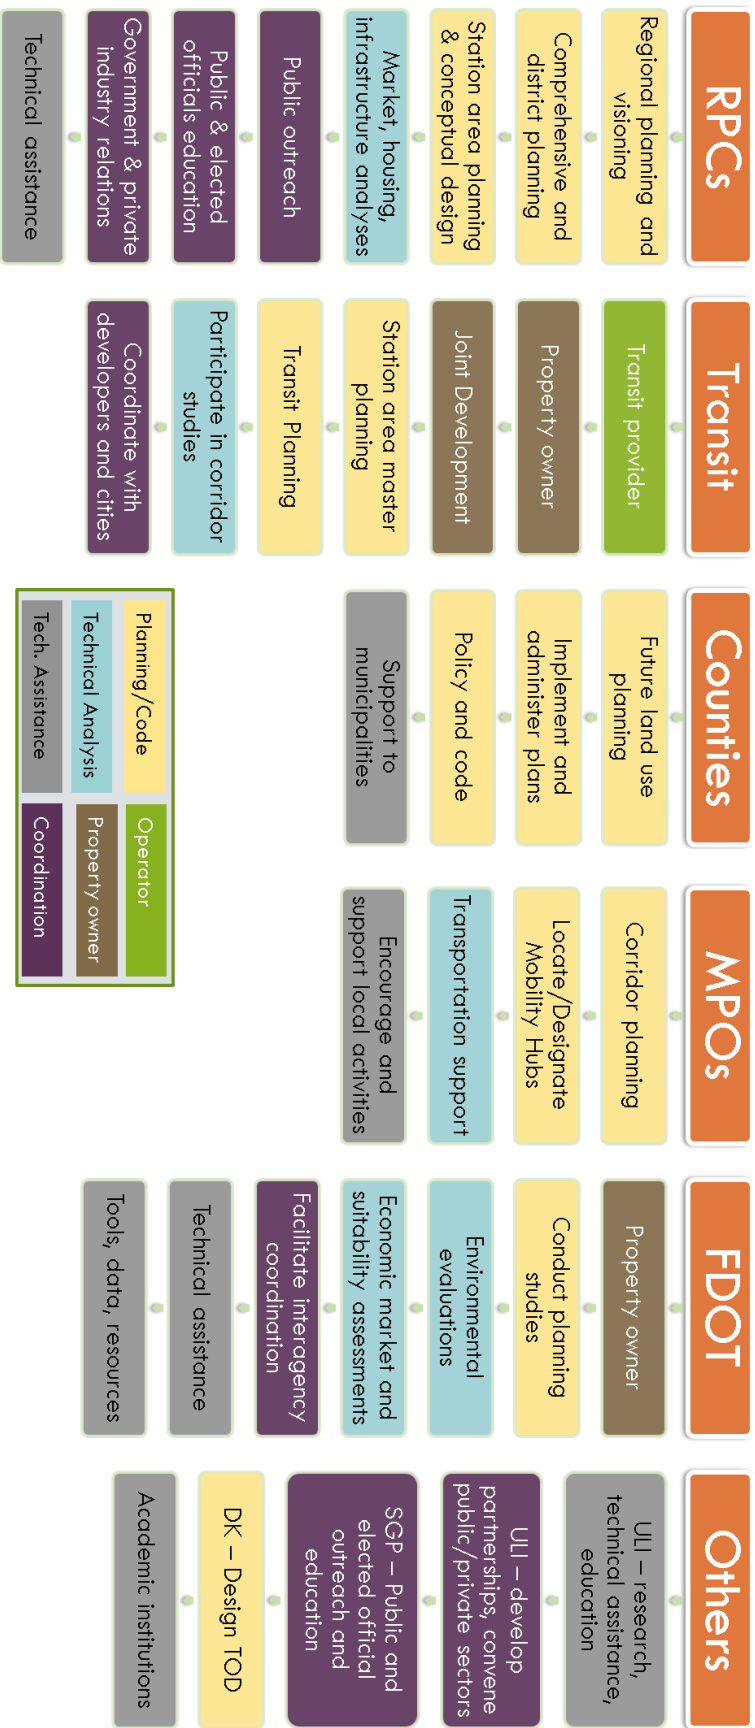 RPCs
Regional planning and
visioning
Comprehensive and
district planning
Station area planning
& conceptual design
Market, housing,
infrastructure analyses
Public outreach
Public & elected
officials education
Government & private
industry relations
Technical assistance
Transit
Transit provider
Property owner
Joint Development
Station area master
planning
Transit Planning
Participate in corridor
studies
Coordinate with
developers and cities
Counties
Future land use
planning
Implement and
administer plans
Policy and code
Support to
municipalities
MPOs
Corridor planning
Locate/Designate
Mobility Hubs
Transportation support
Encourage and
support local activities
FDOT
Property owner
Conduct planning
studies
Environmental
evaluations
Economic market and
suitability assessments
Facilitate interagency
coordination
Technical assistance
Tools, data, resources
Others
ULI – research,
technical assistance,
education
ULI – develop
partnerships, convene
public/private sectors
SGP – Public and
elected official
outreach and
education
DK – Design TOD
Academic institutions
Planning/Code
Operator
Technical Analysis
Property owner
Tech. Assistance
Coordination